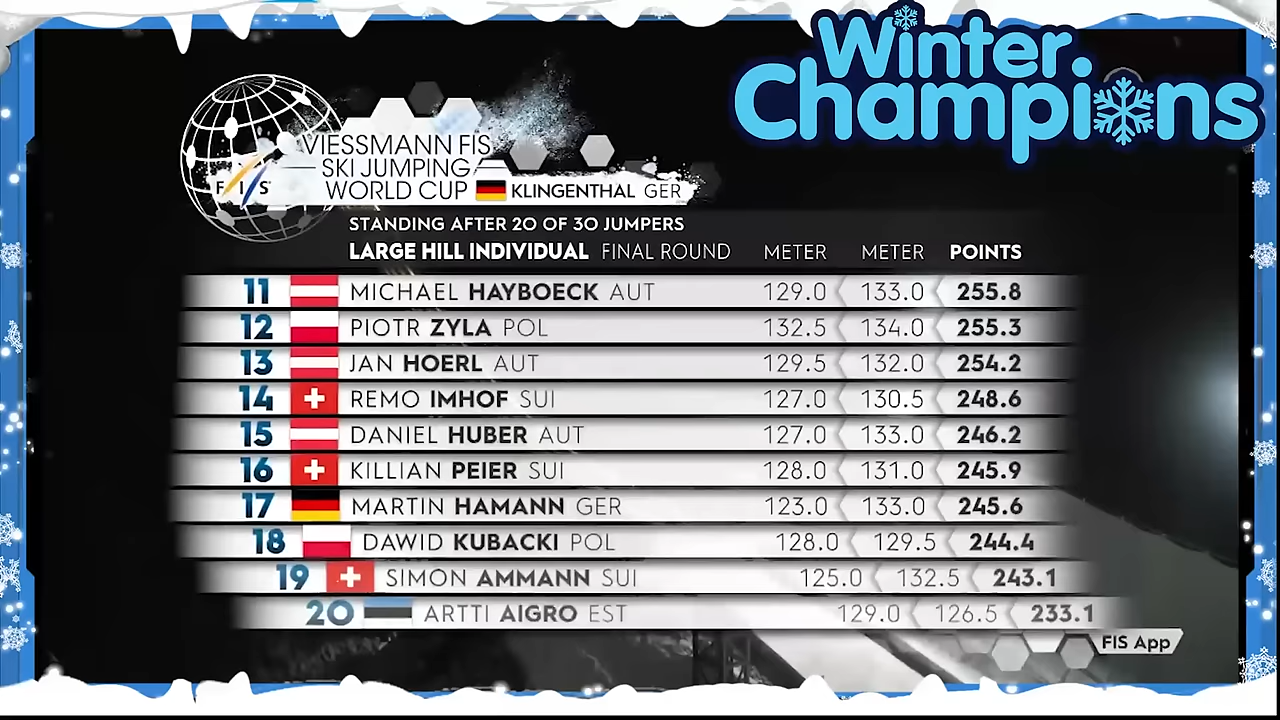 Winter
Champions
VIESSMANN FIS
SKI JUMPING
WORLD CUP KLINGENTHAL GER
FIS
STANDING AFTER 20 OF 30 JUMPERS
LARGE HILL INDIVIDUAL FINAL ROUND METER METER POINTS
11 MICHAEL HAYBOECK AUT 129.0 133.0 255.8
12 PIOTR ZYLA POL 132.5 134.0 255.3
13 JAN HOERL AUT 129.5 132.0 254.2
14 REMO IMHOF SUI 127.0 130.5 248.6
15 DANIEL HUBER AUT 127.0 133.0 246.2
16 KILLIAN PEIER SUI 128.0 131.0 245.9
17 MARTIN HAMANN GER 123.0 133.0 245.6
18 DAWID KUBACKI POL 128.0 129.5 244.4
19 SIMON AMMANN SUI 125.0 132.5 243.1
20 ARTTI AIGRO EST 129.0 126.5 233.1
FIS App